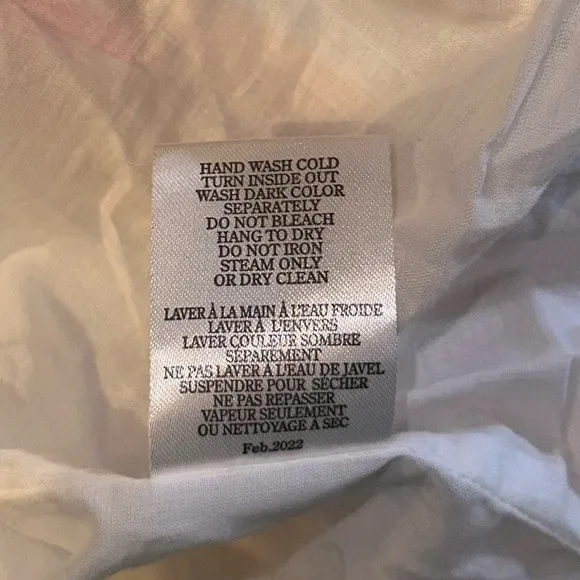 HAND WASH COLD
TURN INSIDE OUT
WASH DARK COLOR
SEPARATELY
DO NOT BLEACH
HANG TO DRY
DO NOT IRON
STEAM ONLY
OR DRY CLEAN
LAVER À LA MAIN À L'EAU FROIDE
LAVER À L'ENVERS
LAVER COULEUR SOMBRE
SÉPAREMENT
NE PAS LAVER À L'EAU DE JAVEL
SUSPENDRE POUR SÉCHER
NE PAS REPASSER
VAPEUR SEULEMENT
OU NETTOYAGE A SEC
Feb.2022